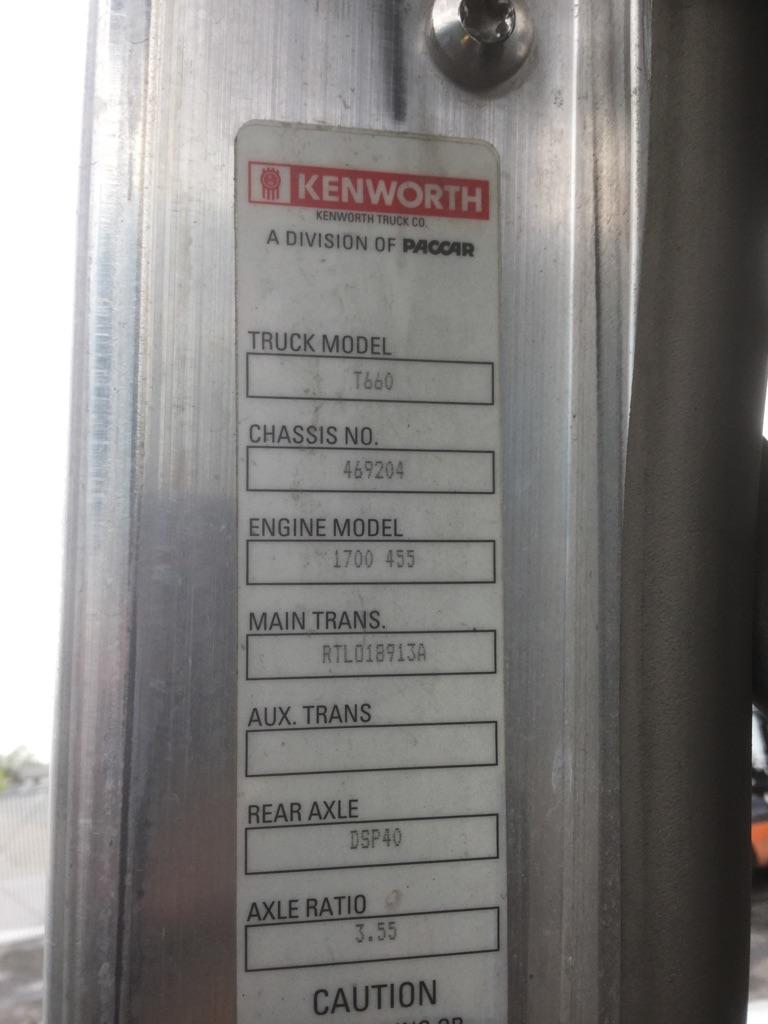 KENWORTH
KENWORTH TRUCK CO.
A DIVISION OF PACCAR
TRUCK MODEL
T660
CHASSIS NO.
469204
ENGINE MODEL
1700 455
MAIN TRANS.
RTLO18913A
AUX. TRANS
REAR AXLE
DSP40
AXLE RATIO
3.55
CAUTION